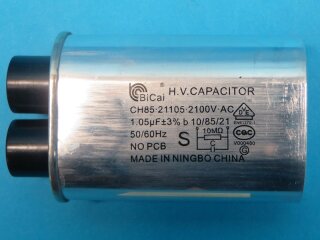 BiCai H.V.CAPACITOR
CH85-21105-2100V·AC
1.05µF±3% b 10/85/21
50/60Hz S 10MΩ
C
NO PCB
MADE IN NINGBO CHINA